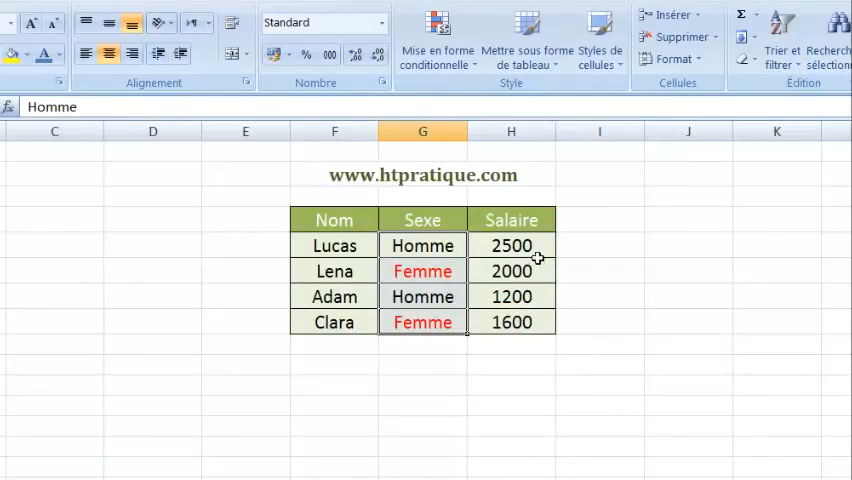 Standard
Mise en forme conditionnelle
Mettre sous forme de tableau
Styles de cellules
Insérer
Supprimer
Format
Σ
Trier et filtrer
%
000
Alignement
Nombre
Style
Cellules
Édition
fx Homme
C D E F G H I J K
www.htpratique.com
Nom Sexe Salaire
Lucas Homme 2500
Lena Femme 2000
Adam Homme 1200
Clara Femme 1600